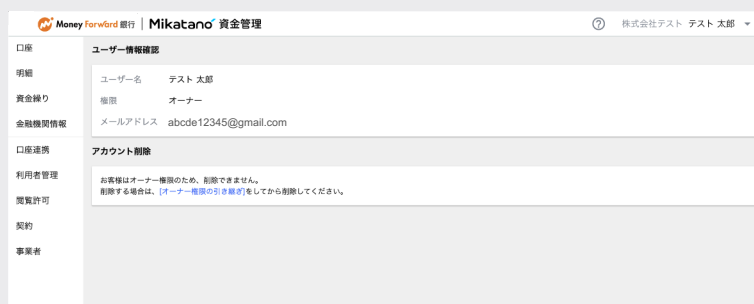 Money Forward 銀行 | Mikatano 資金管理
? 株式会社テスト テスト 太郎
口座
明細
資金繰り
金融機関情報
口座連携
利用者管理
閲覧許可
契約
事業者
ユーザー情報確認
ユーザー名 テスト 太郎
権限 オーナー
メールアドレス abcde12345@gmail.com
アカウント削除
お客様はオーナー権限のため、削除できません。
削除する場合は、[オーナー権限の引き継ぎ]をしてから削除してください。